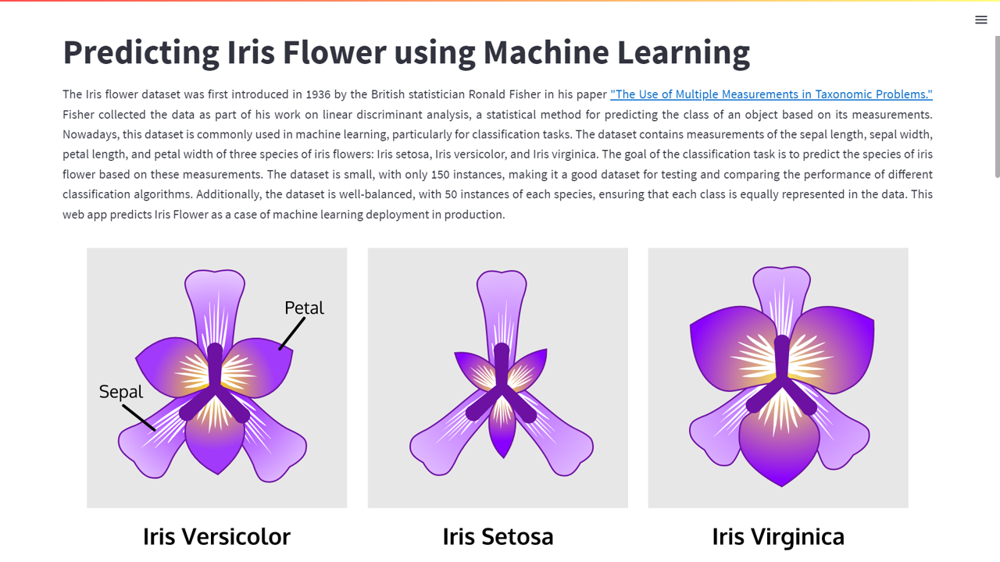 Predicting Iris Flower using Machine Learning
The Iris flower dataset was first introduced in 1936 by the British statistician Ronald Fisher in his paper "The Use of Multiple Measurements in Taxonomic Problems."
Fisher collected the data as part of his work on linear discriminant analysis, a statistical method for predicting the class of an object based on its measurements.
Nowadays, this dataset is commonly used in machine learning, particularly for classification tasks. The dataset contains measurements of the sepal length, sepal width,
petal length, and petal width of three species of iris flowers: Iris setosa, Iris versicolor, and Iris virginica. The goal of the classification task is to predict the species of iris
flower based on these measurements. The dataset is small, with only 150 instances, making it a good dataset for testing and comparing the performance of different
classification algorithms. Additionally, the dataset is well-balanced, with 50 instances of each species, ensuring that each class is equally represented in the data. This
web app predicts Iris Flower as a case of machine learning deployment in production.
Petal
Sepal
Iris Versicolor
Iris Setosa
Iris Virginica